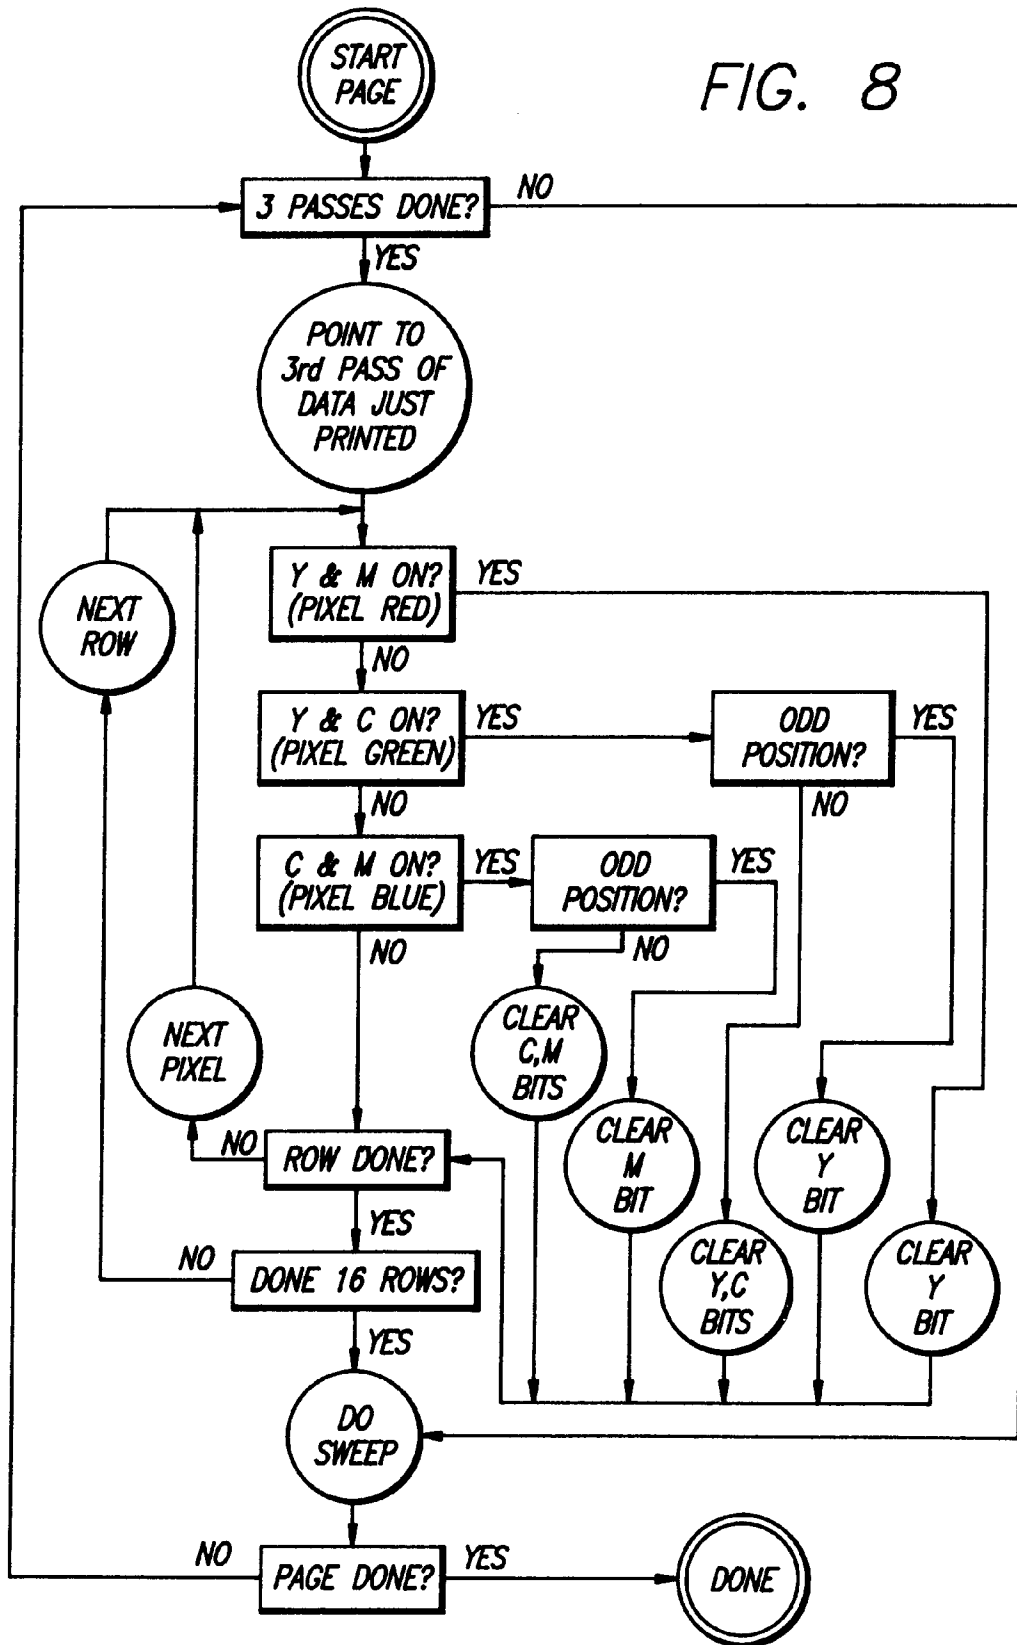 START
PAGE
FIG. 8
3 PASSES DONE?
NO
YES
POINT TO
3rd PASS OF
DATA JUST
PRINTED
Y & M ON?
(PIXEL RED)
YES
NEXT
ROW
NO
Y & C ON?
(PIXEL GREEN)
YES
ODD
POSITION?
YES
NO
NO
C & M ON?
(PIXEL BLUE)
YES
ODD
POSITION?
YES
NO
NO
NEXT
PIXEL
CLEAR
C,M
BITS
CLEAR
M
BIT
CLEAR
Y
BIT
NO
ROW DONE?
YES
CLEAR
Y,C
BITS
CLEAR
Y
BIT
NO
DONE 16 ROWS?
YES
DO
SWEEP
NO
PAGE DONE?
YES
DONE